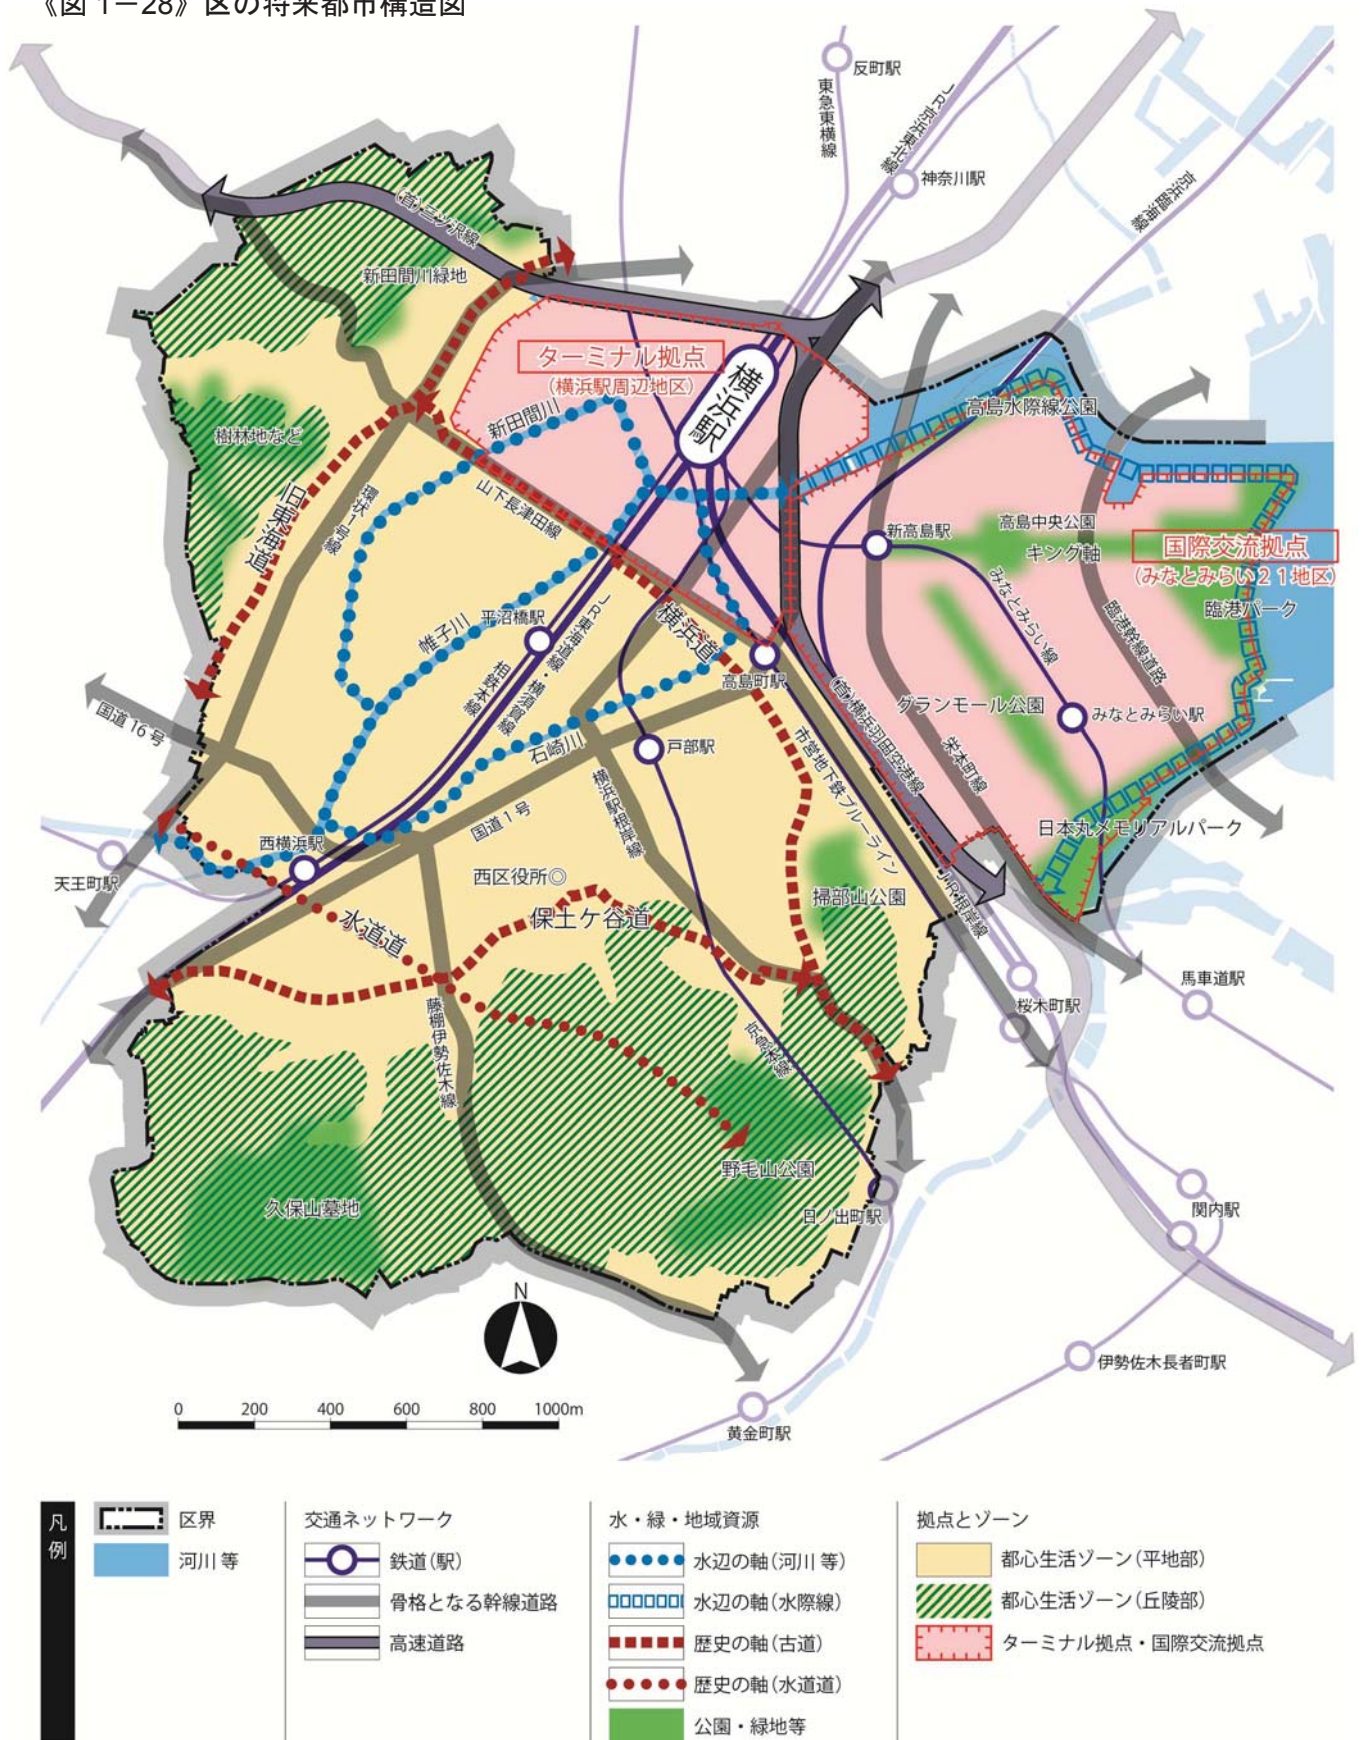 《図 1－28》区の将来都市構造図
反町駅
東急東横線
JR京浜東北線
神奈川駅
京浜臨海線
(首)三ツ沢線
新田間川緑地
ターミナル拠点
(横浜駅周辺地区)
横浜駅
新田間川
高島水際線公園
樹林地など
旧東海道
環状1号線
山下長津田線
新高島駅
高島中央公園
キング軸
国際交流拠点
(みなとみらい21地区)
臨港パーク
みなとみらい線
臨港幹線道路
帷子川
平沼橋駅
JR東海道線・横須賀線
相鉄本線
横浜道
高島町駅
グランモール公園
みなとみらい駅
国道16号
石崎川
戸部駅
(首)横浜羽田空港線
栄本町線
市営地下鉄ブルーライン
横浜駅根岸線
国道1号
日本丸メモリアルパーク
西横浜駅
天王町駅
西区役所◎
掃部山公園
JR根岸線
水道道
保土ケ谷道
馬車道駅
桜木町駅
藤棚伊勢佐木線
京急本線
野毛山公園
久保山墓地
日ノ出町駅
関内駅
N
伊勢佐木長者町駅
黄金町駅
0 200 400 600 800 1000m
凡例
区界
河川等
交通ネットワーク
鉄道(駅)
骨格となる幹線道路
高速道路
水・緑・地域資源
水辺の軸(河川等)
水辺の軸(水際線)
歴史の軸(古道)
歴史の軸(水道道)
公園・緑地等
拠点とゾーン
都心生活ゾーン(平地部)
都心生活ゾーン(丘陵部)
ターミナル拠点・国際交流拠点